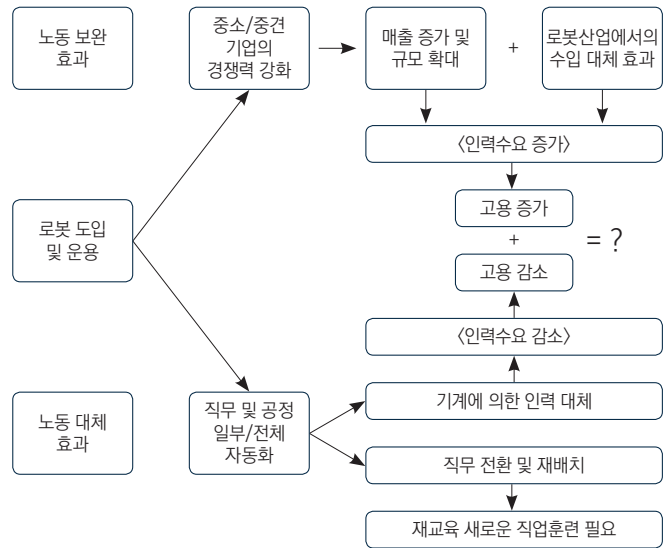 노동 보완
효과
중소/중견
기업의
경쟁력 강화
매출 증가 및
규모 확대
+
로봇산업에서의
수입 대체 효과
〈인력수요 증가〉
고용 증가
로봇 도입
및 운용
+
= ?
고용 감소
〈인력수요 감소〉
노동 대체
효과
직무 및 공정
일부/전체
자동화
기계에 의한 인력 대체
직무 전환 및 재배치
재교육 새로운 직업훈련 필요